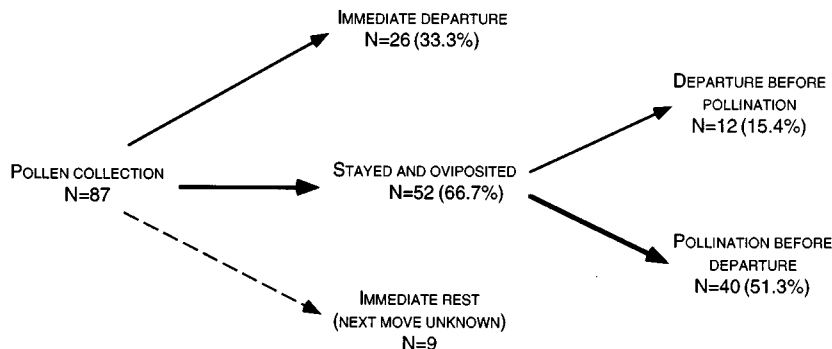 IMMEDIATE DEPARTURE
N=26 (33.3%)
DEPARTURE BEFORE
POLLINATION
N=12 (15.4%)
POLLEN COLLECTION
N=87
STAYED AND OVIPOSITED
N=52 (66.7%)
POLLINATION BEFORE
DEPARTURE
N=40 (51.3%)
IMMEDIATE REST
(NEXT MOVE UNKNOWN)
N=9